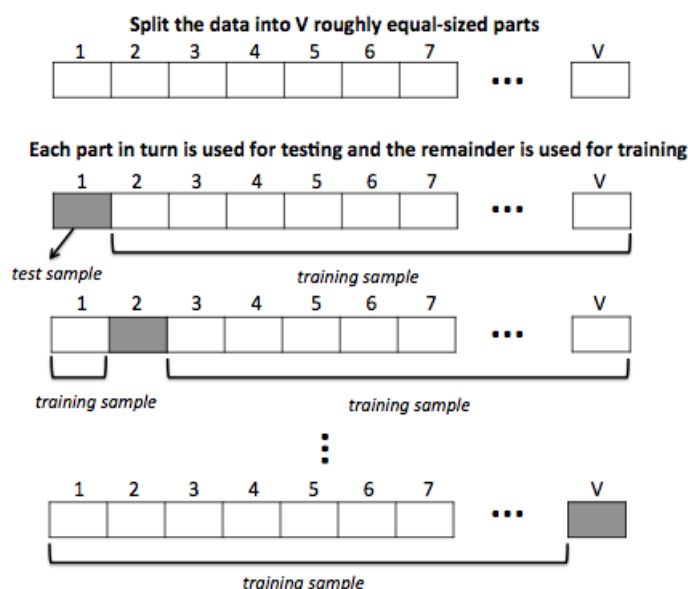 Split the data into V roughly equal-sized parts
1 2 3 4 5 6 7 ... V
Each part in turn is used for testing and the remainder is used for training
1 2 3 4 5 6 7 ... V
test sample training sample
1 2 3 4 5 6 7 ... V
training sample training sample
1 2 3 4 5 6 7 ... V
training sample